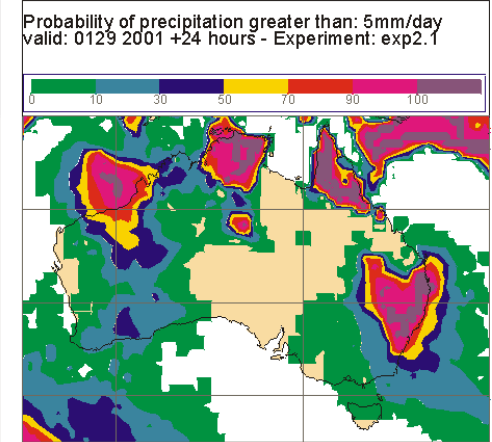 Probability of precipitation greater than: 5mm/day
valid: 0129 2001 +24 hours - Experiment: exp2.1
0 10 30 50 70 90 100